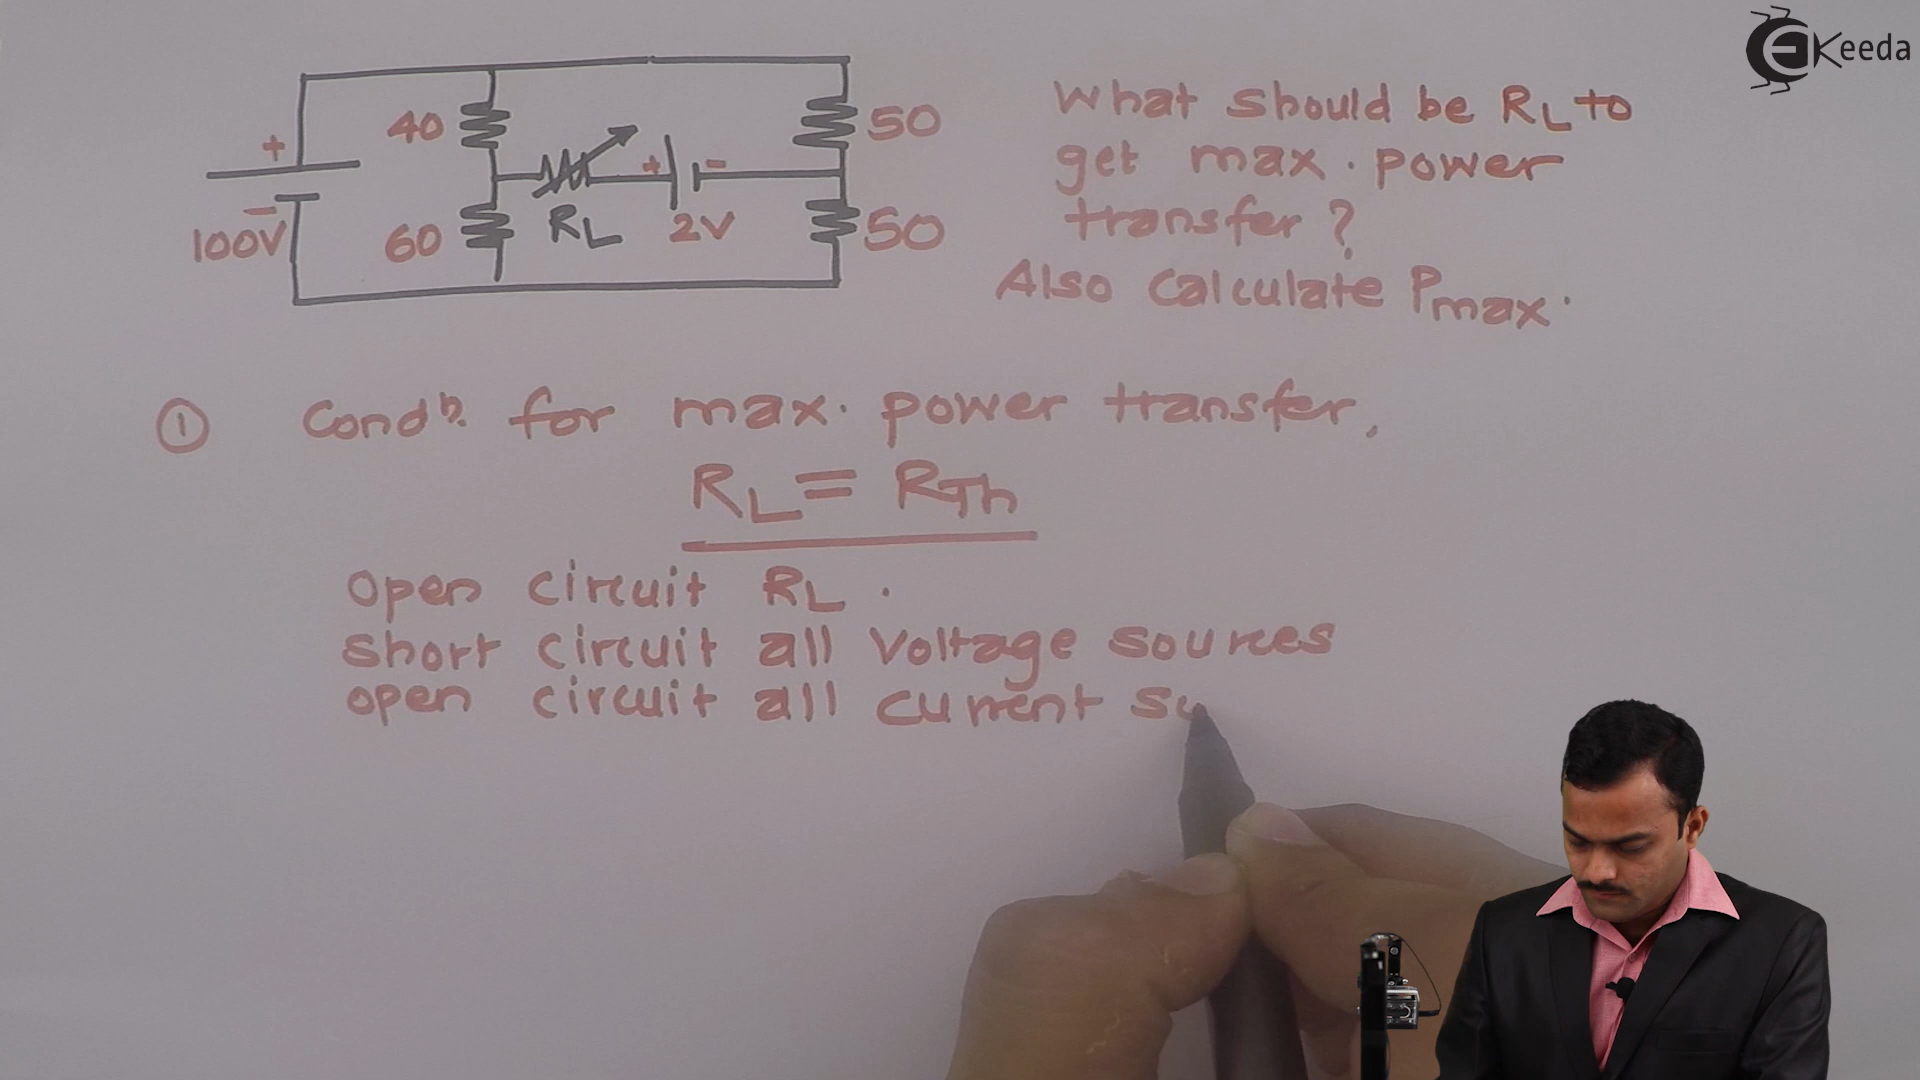 EKeeda
40
50
What should be RL to
get max. power
transfer?
Also calculate Pmax.
+
-
100V
60
RL
+
-
2V
50
① Condn. for max. power transfer,
RL = RTh
Open circuit RL.
short circuit all voltage sources
open circuit all current so